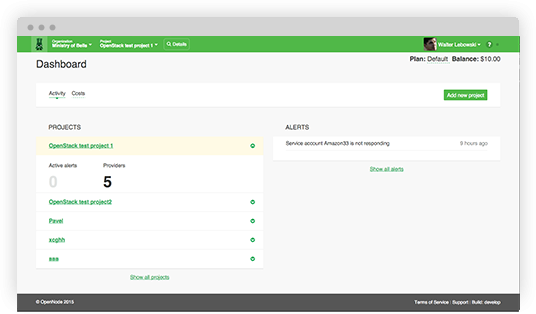 Organization Project
Ministry of Bells OpenStack test project 1 Details Walter Lebowski ?
Dashboard Plan: Default Balance: $10.00
Activity Costs Add new project
PROJECTS ALERTS
OpenStack test project 1
Service account Amazon33 is not responding 9 hours ago
Active alerts Providers
0 5
Show all alerts
OpenStack test project2
Pavel
xcghh
aaa
Show all projects
© OpenNode 2015 Terms of Service | Support | Build: develop